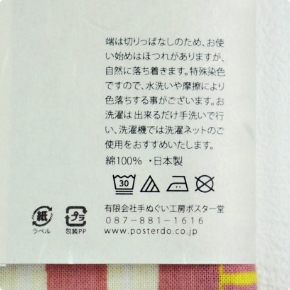 端は切りっぱなしのため、お使
い始めはほつれがありますが、
自然に落ち着きます。特殊染色
ですので、水洗いや摩擦により
色落ちする事がございます。お
洗濯は出来るだけ手洗いで行
い、洗濯機では洗濯ネットのご
使用をおすすめいたします。
綿100% ・日本製
30
有限会社手ぬぐい工房ポスター堂
087-881-1616
www.posterdo.co.jp
紙
ラベル
プラ
包装PP